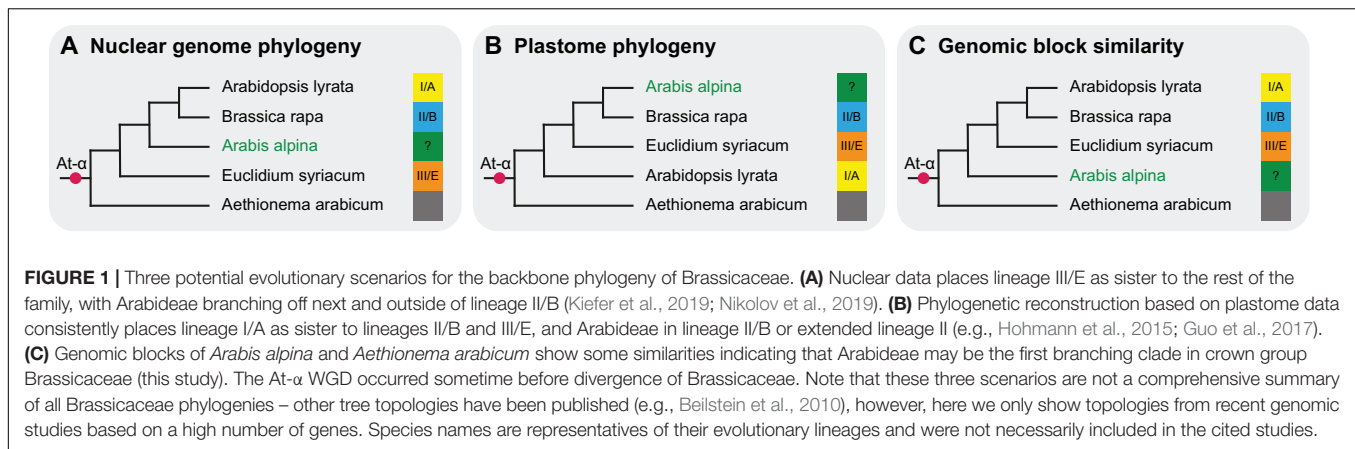 A Nuclear genome phylogeny
Arabidopsis lyrata I/A
Brassica rapa II/B
Arabis alpina ?
At-α
Euclidium syriacum III/E
Aethionema arabicum
B Plastome phylogeny
Arabis alpina ?
Brassica rapa II/B
Euclidium syriacum III/E
At-α
Arabidopsis lyrata I/A
Aethionema arabicum
C Genomic block similarity
Arabidopsis lyrata I/A
Brassica rapa II/B
Euclidium syriacum III/E
At-α
Arabis alpina ?
Aethionema arabicum
FIGURE 1 | Three potential evolutionary scenarios for the backbone phylogeny of Brassicaceae. (A) Nuclear data places lineage III/E as sister to the rest of the
family, with Arabideae branching off next and outside of lineage II/B (Kiefer et al., 2019; Nikolov et al., 2019). (B) Phylogenetic reconstruction based on plastome data
consistently places lineage I/A as sister to lineages II/B and III/E, and Arabideae in lineage II/B or extended lineage II (e.g., Hohmann et al., 2015; Guo et al., 2017).
(C) Genomic blocks of Arabis alpina and Aethionema arabicum show some similarities indicating that Arabideae may be the first branching clade in crown group
Brassicaceae (this study). The At-α WGD occurred sometime before divergence of Brassicaceae. Note that these three scenarios are not a comprehensive summary
of all Brassicaceae phylogenies – other tree topologies have been published (e.g., Beilstein et al., 2010), however, here we only show topologies from recent genomic
studies based on a high number of genes. Species names are representatives of their evolutionary lineages and were not necessarily included in the cited studies.